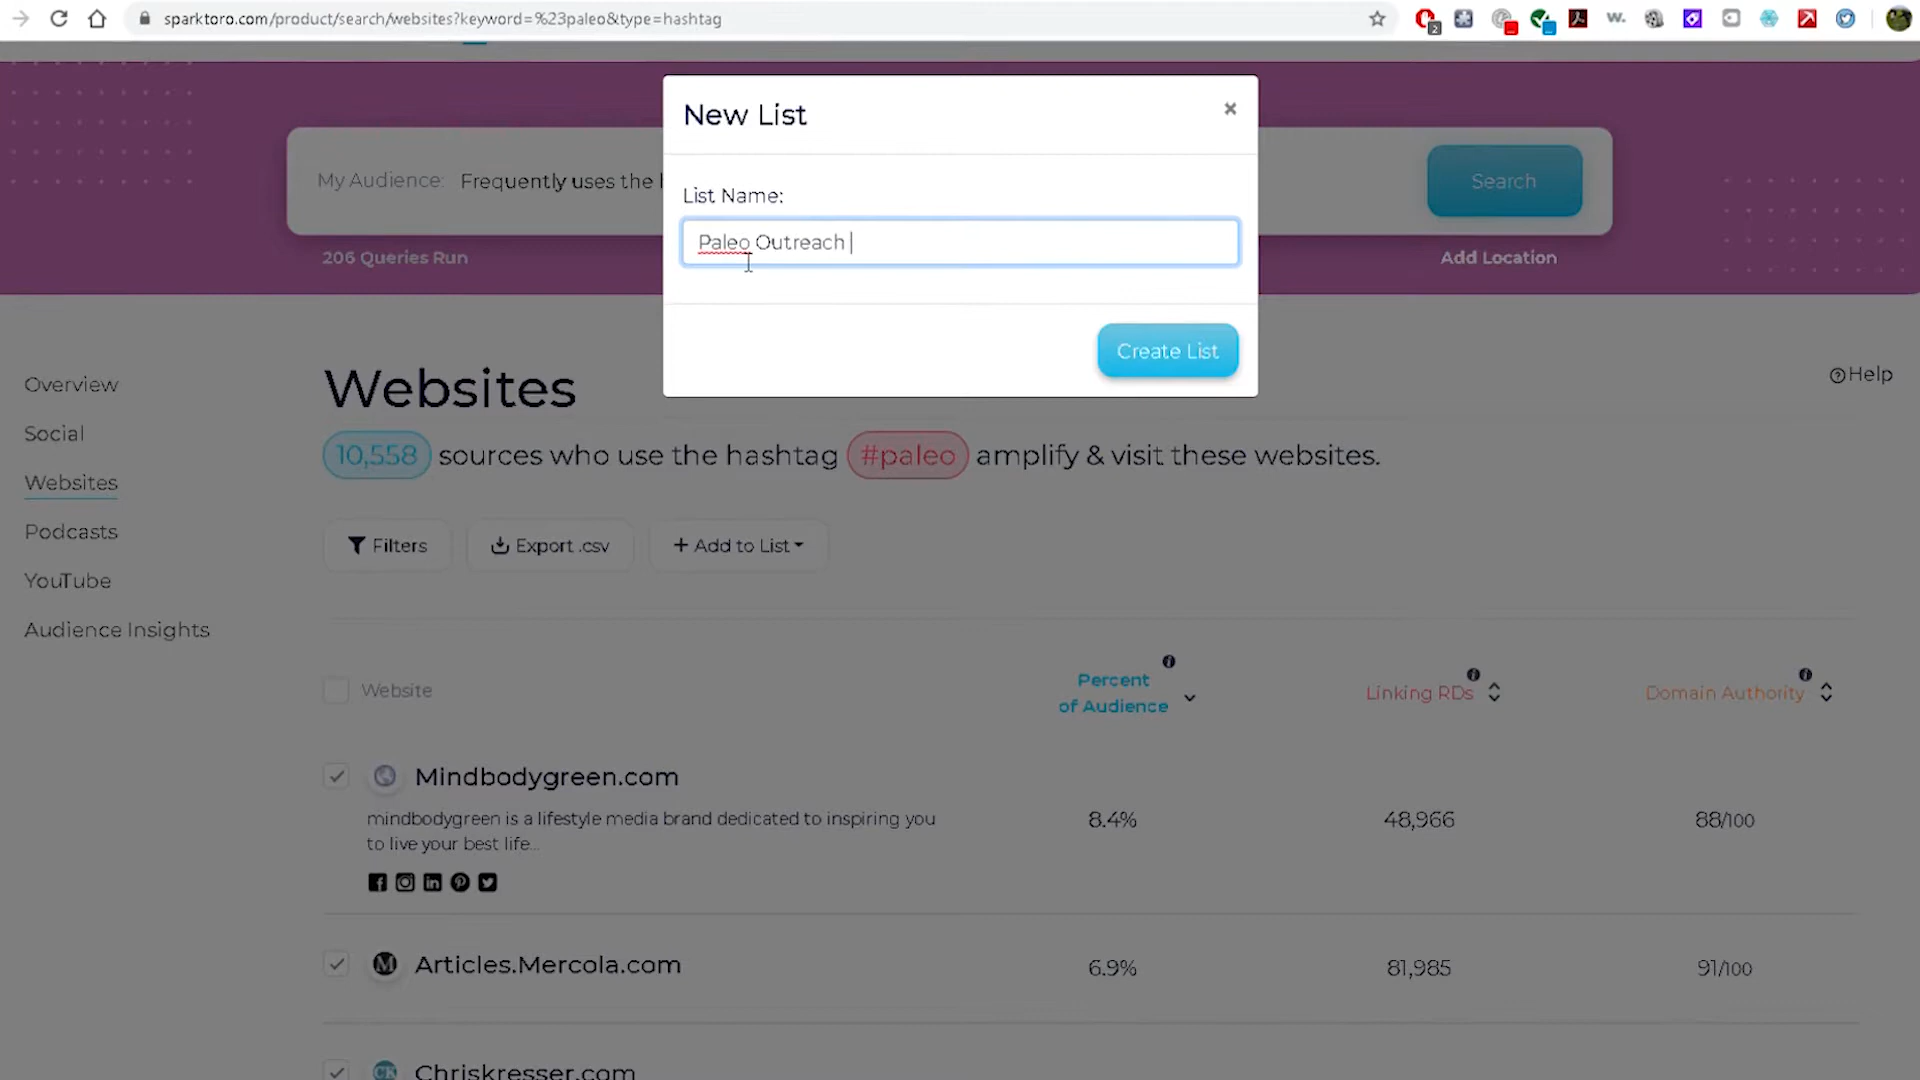 sparktoro.com/product/search/websites?keyword=%23paleo&type=hashtag
2
w.
New List
×
My Audience: Frequently uses the
Search
List Name:
Paleo Outreach
206 Queries Run
Add Location
Create List
Overview
Social
Websites
Podcasts
YouTube
Audience Insights
Websites
Help
10,558 sources who use the hashtag #paleo amplify & visit these websites.
Filters
Export .csv
+ Add to List
Website
Percent
of Audience
Linking RDs
Domain Authority
Mindbodygreen.com
mindbodygreen is a lifestyle media brand dedicated to inspiring you
to live your best life...
8.4%
48,966
88/100
M
Articles.Mercola.com
6.9%
81,985
91/100
CK
Chriskresser.com